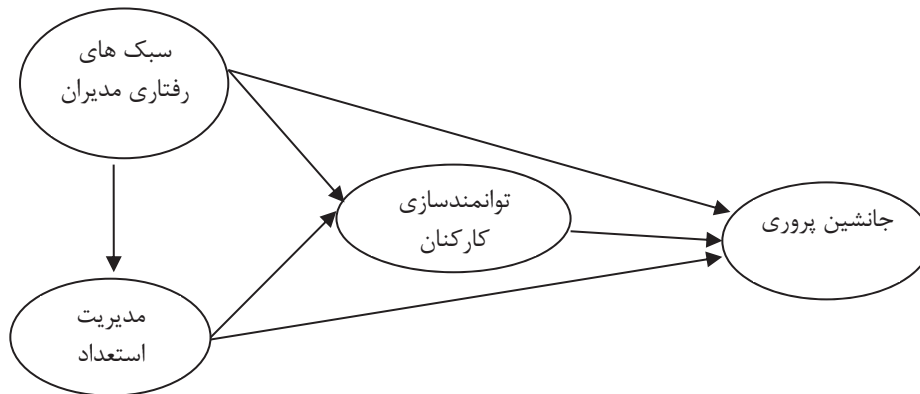 سبک های
رفتاری مدیران
توانمندسازی
کارکنان
جانشین پروری
مدیریت
استعداد